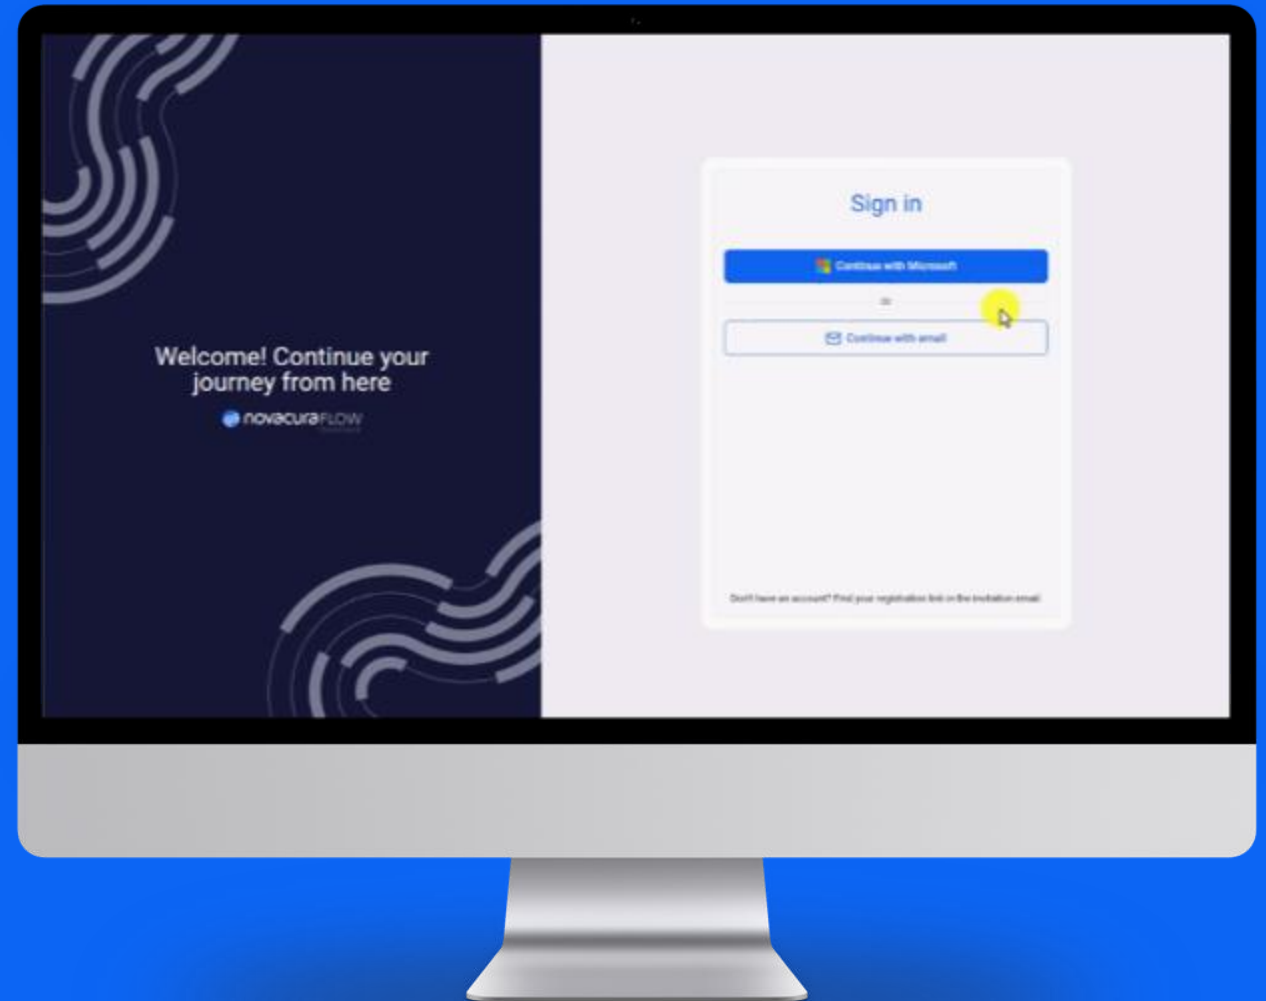 Welcome! Continue your
journey from here
novacuraFLOW
Sign in
Continue with Microsoft
or
Continue with email
Don't have an account? Find your registration link in the invitation email.